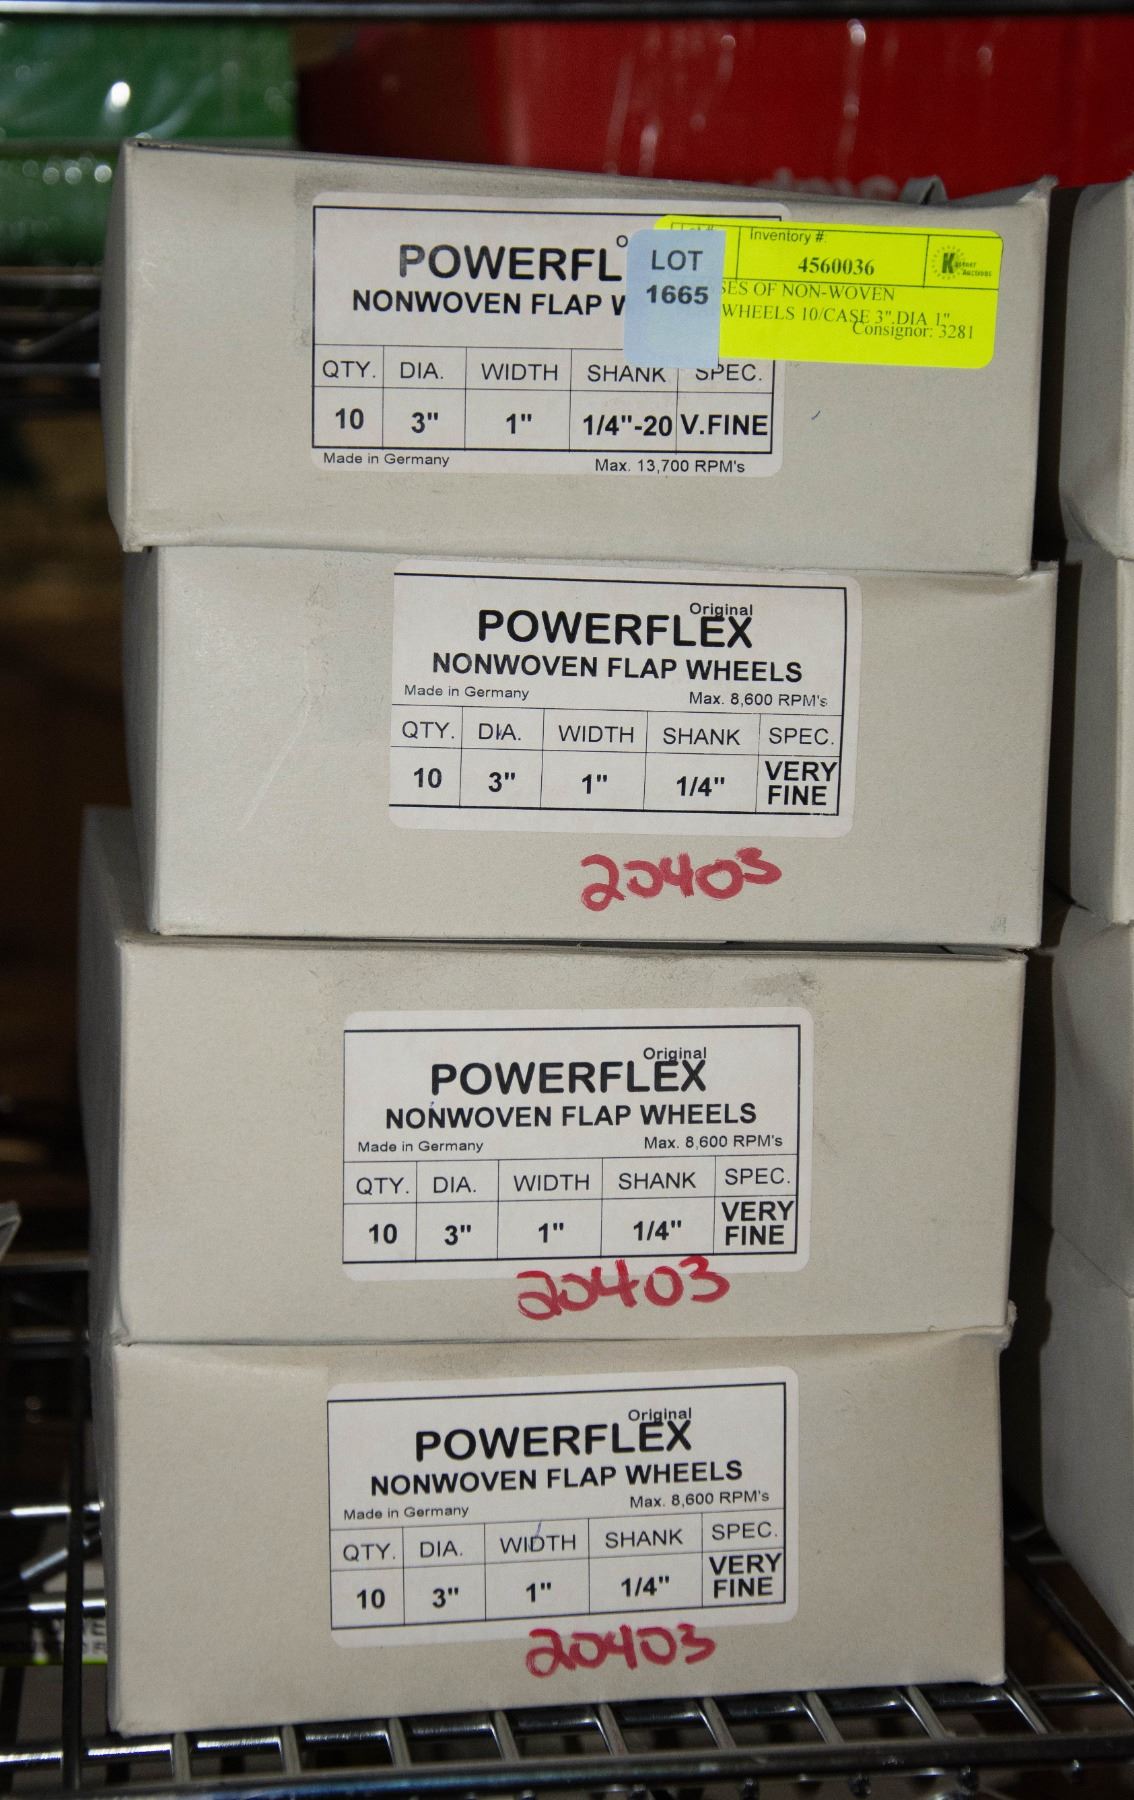 Original
POWERFL
NONWOVEN FLAP
LOT
1665
Inventory #:
4560036
Auctions
OF NON-WOVEN
WHEELS 10/CASE 3".DIA 1"
Consignor: 3281
QTY. DIA. WIDTH SHANK SPEC.
10 3" 1" 1/4"-20 V.FINE
Made in Germany Max. 13,700 RPM's
Original
POWERFLEX
NONWOVEN FLAP WHEELS
Made in Germany Max. 8,600 RPM's
QTY. DIA. WIDTH SHANK SPEC.
10 3" 1" 1/4" VERY FINE
20403
Original
POWERFLEX
NONWOVEN FLAP WHEELS
Made in Germany Max. 8,600 RPM's
QTY. DIA. WIDTH SHANK SPEC.
10 3" 1" 1/4" VERY FINE
20403
Original
POWERFLEX
NONWOVEN FLAP WHEELS
Made in Germany Max. 8,600 RPM's
QTY. DIA. WIDTH SHANK SPEC.
10 3" 1" 1/4" VERY FINE
20403